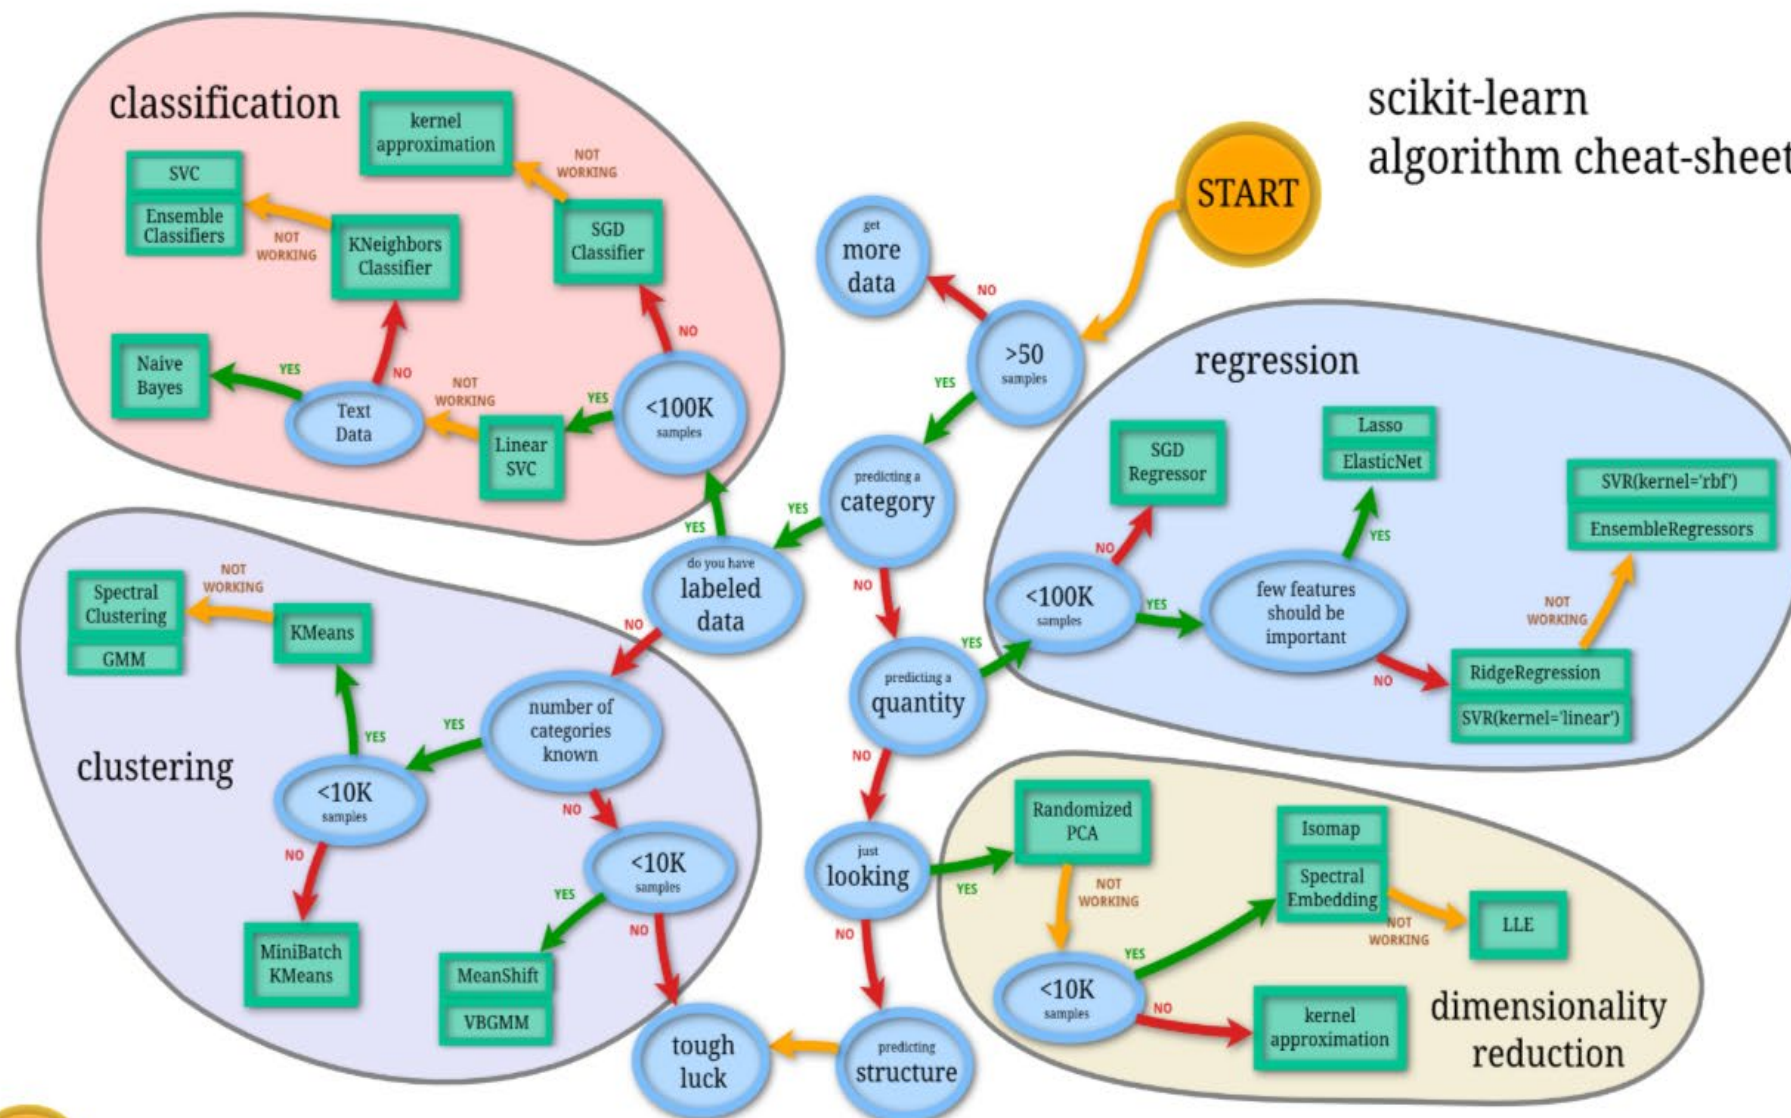 scikit-learn
algorithm cheat-sheet
START
get
more
data
NO
>50
samples
YES
predicting a
category
YES
NO
do you have
labeled
data
YES
NO
predicting a
quantity
YES
NO
just
looking
YES
NO
predicting
structure
tough
luck
classification
kernel
approximation
NOT
WORKING
SVC
Ensemble
Classifiers
NOT
WORKING
KNeighbors
Classifier
SGD
Classifier
NO
Naive
Bayes
YES
NO
Text
Data
NOT
WORKING
Linear
SVC
YES
<100K
samples
regression
SGD
Regressor
Lasso
ElasticNet
SVR(kernel='rbf')
EnsembleRegressors
NO
YES
<100K
samples
YES
few features
should be
important
NOT
WORKING
NO
RidgeRegression
SVR(kernel='linear')
clustering
Spectral
Clustering
GMM
NOT
WORKING
KMeans
YES
number of
categories
known
YES
<10K
samples
NO
NO
<10K
samples
YES
NO
MiniBatch
KMeans
MeanShift
VBGMM
dimensionality
reduction
Randomized
PCA
NOT
WORKING
Isomap
Spectral
Embedding
NOT
WORKING
LLE
YES
<10K
samples
NO
kernel
approximation